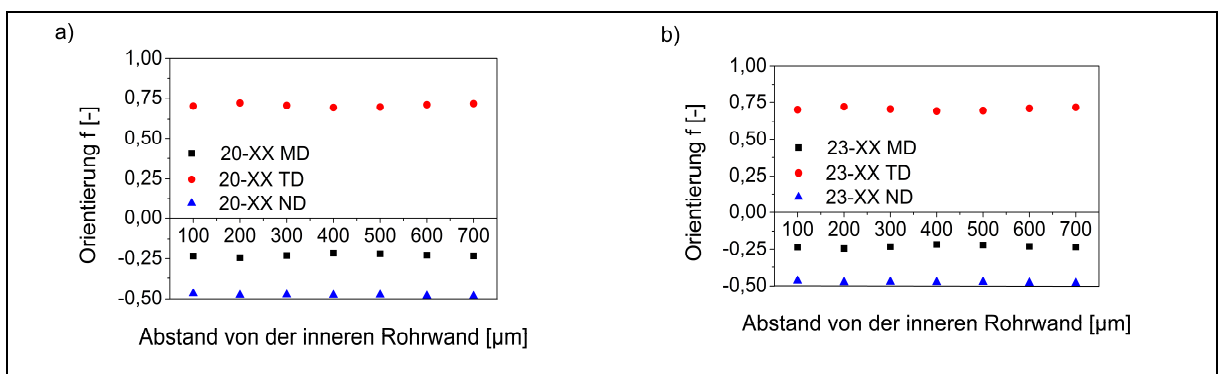 a)
1,00
0,75
0,50
0,25
0,00
-0,25
-0,50
Orientierung f [-]
20-XX MD
20-XX TD
20-XX ND
100 200 300 400 500 600 700
Abstand von der inneren Rohrwand [µm]
b)
1,00
0,75
0,50
0,25
0,00
-0,25
-0,50
Orientierung f [-]
23-XX MD
23-XX TD
23-XX ND
100 200 300 400 500 600 700
Abstand von der inneren Rohrwand [µm]